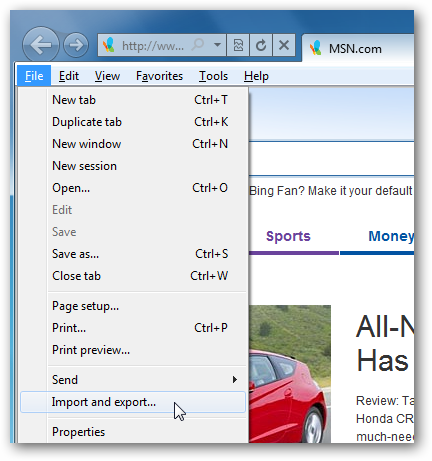 http://ww...
MSN.com
File Edit View Favorites Tools Help
New tab Ctrl+T
Duplicate tab Ctrl+K
New window Ctrl+N
New session
Open... Ctrl+O
Edit
Save
Save as... Ctrl+S
Close tab Ctrl+W
Page setup...
Print... Ctrl+P
Print preview...
Send
Import and export...
Properties
Bing Fan? Make it your default
Sports Money
All-N
Has
Review: Ta
Honda CR
much-need